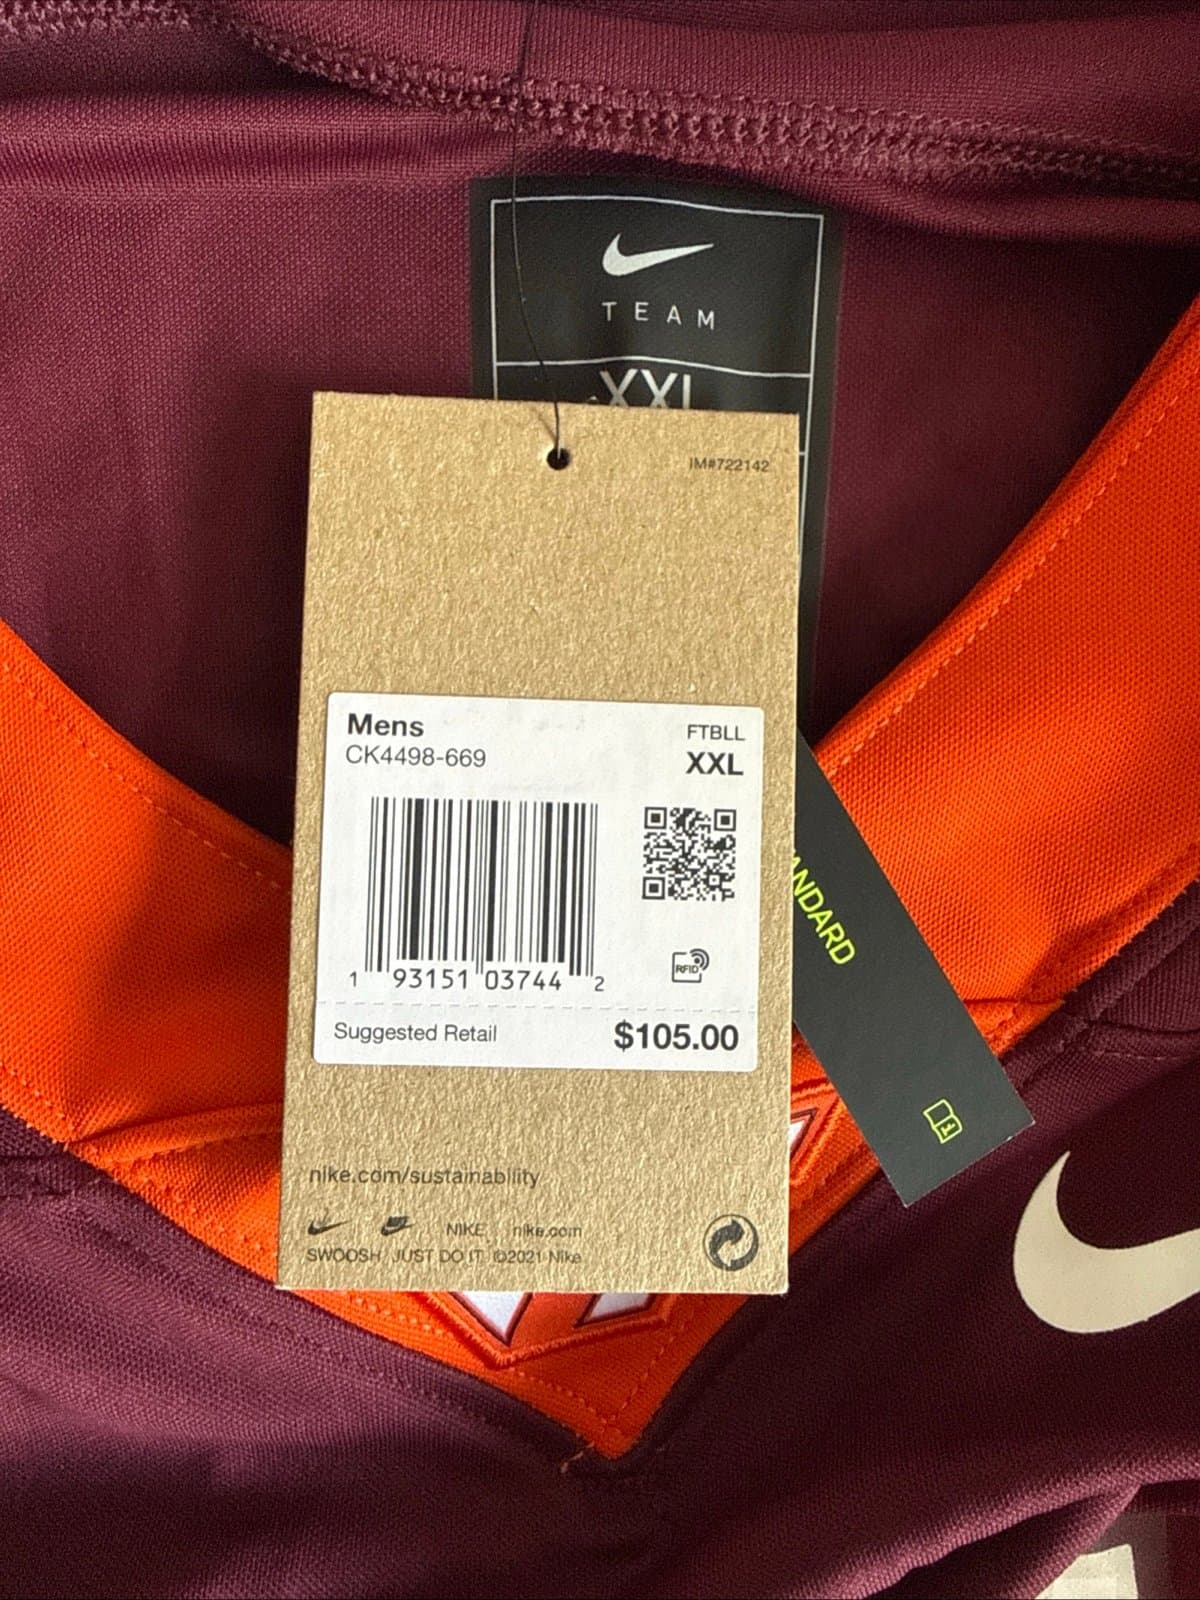 TEAM
XXL
IM#722142
Mens
CK4498-669
FTBLL
XXL
1 93151 03744 2
RFID
Suggested Retail
$105.00
ANDARD
nike.com/sustainability
NIKE nike.com
SWOOSH JUST DO IT ©2021 Nike